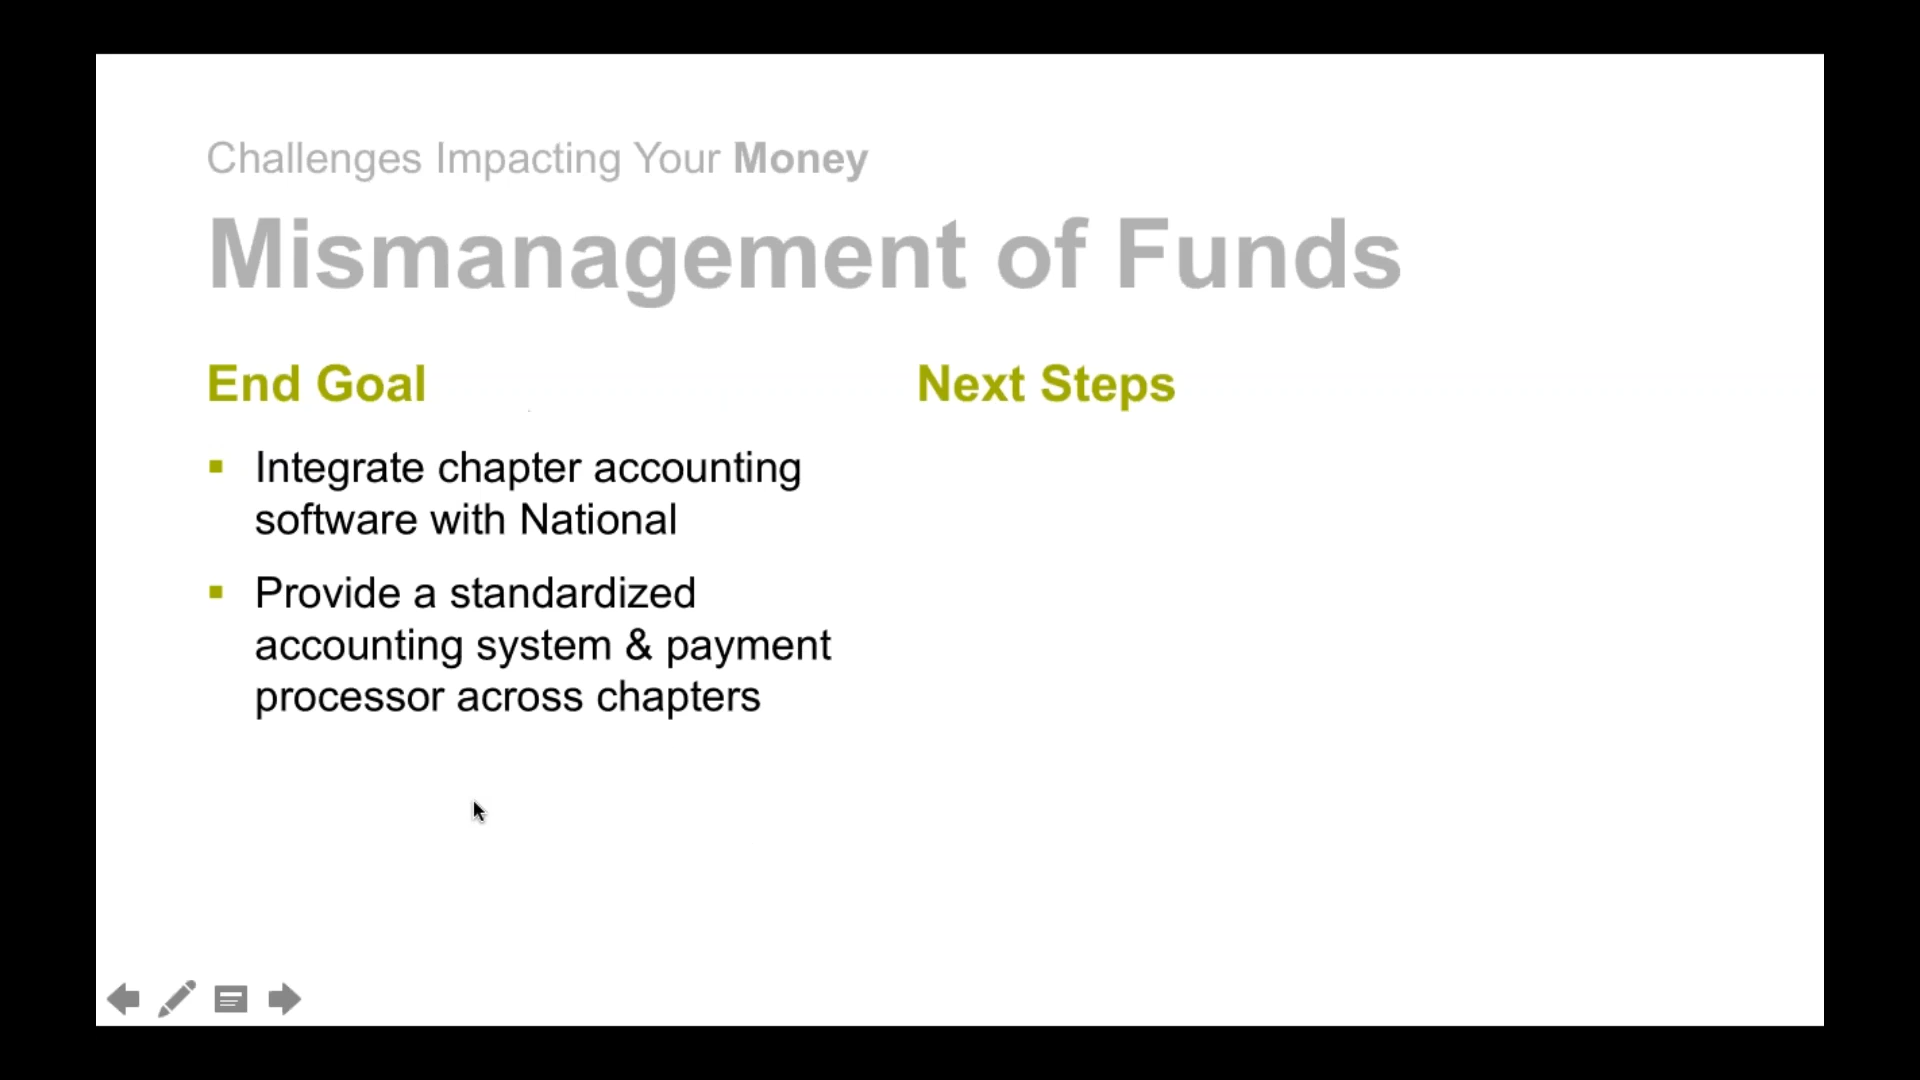 Challenges Impacting Your Money
Mismanagement of Funds
End Goal
Integrate chapter accounting
software with National
Provide a standardized
accounting system & payment
processor across chapters
Next Steps